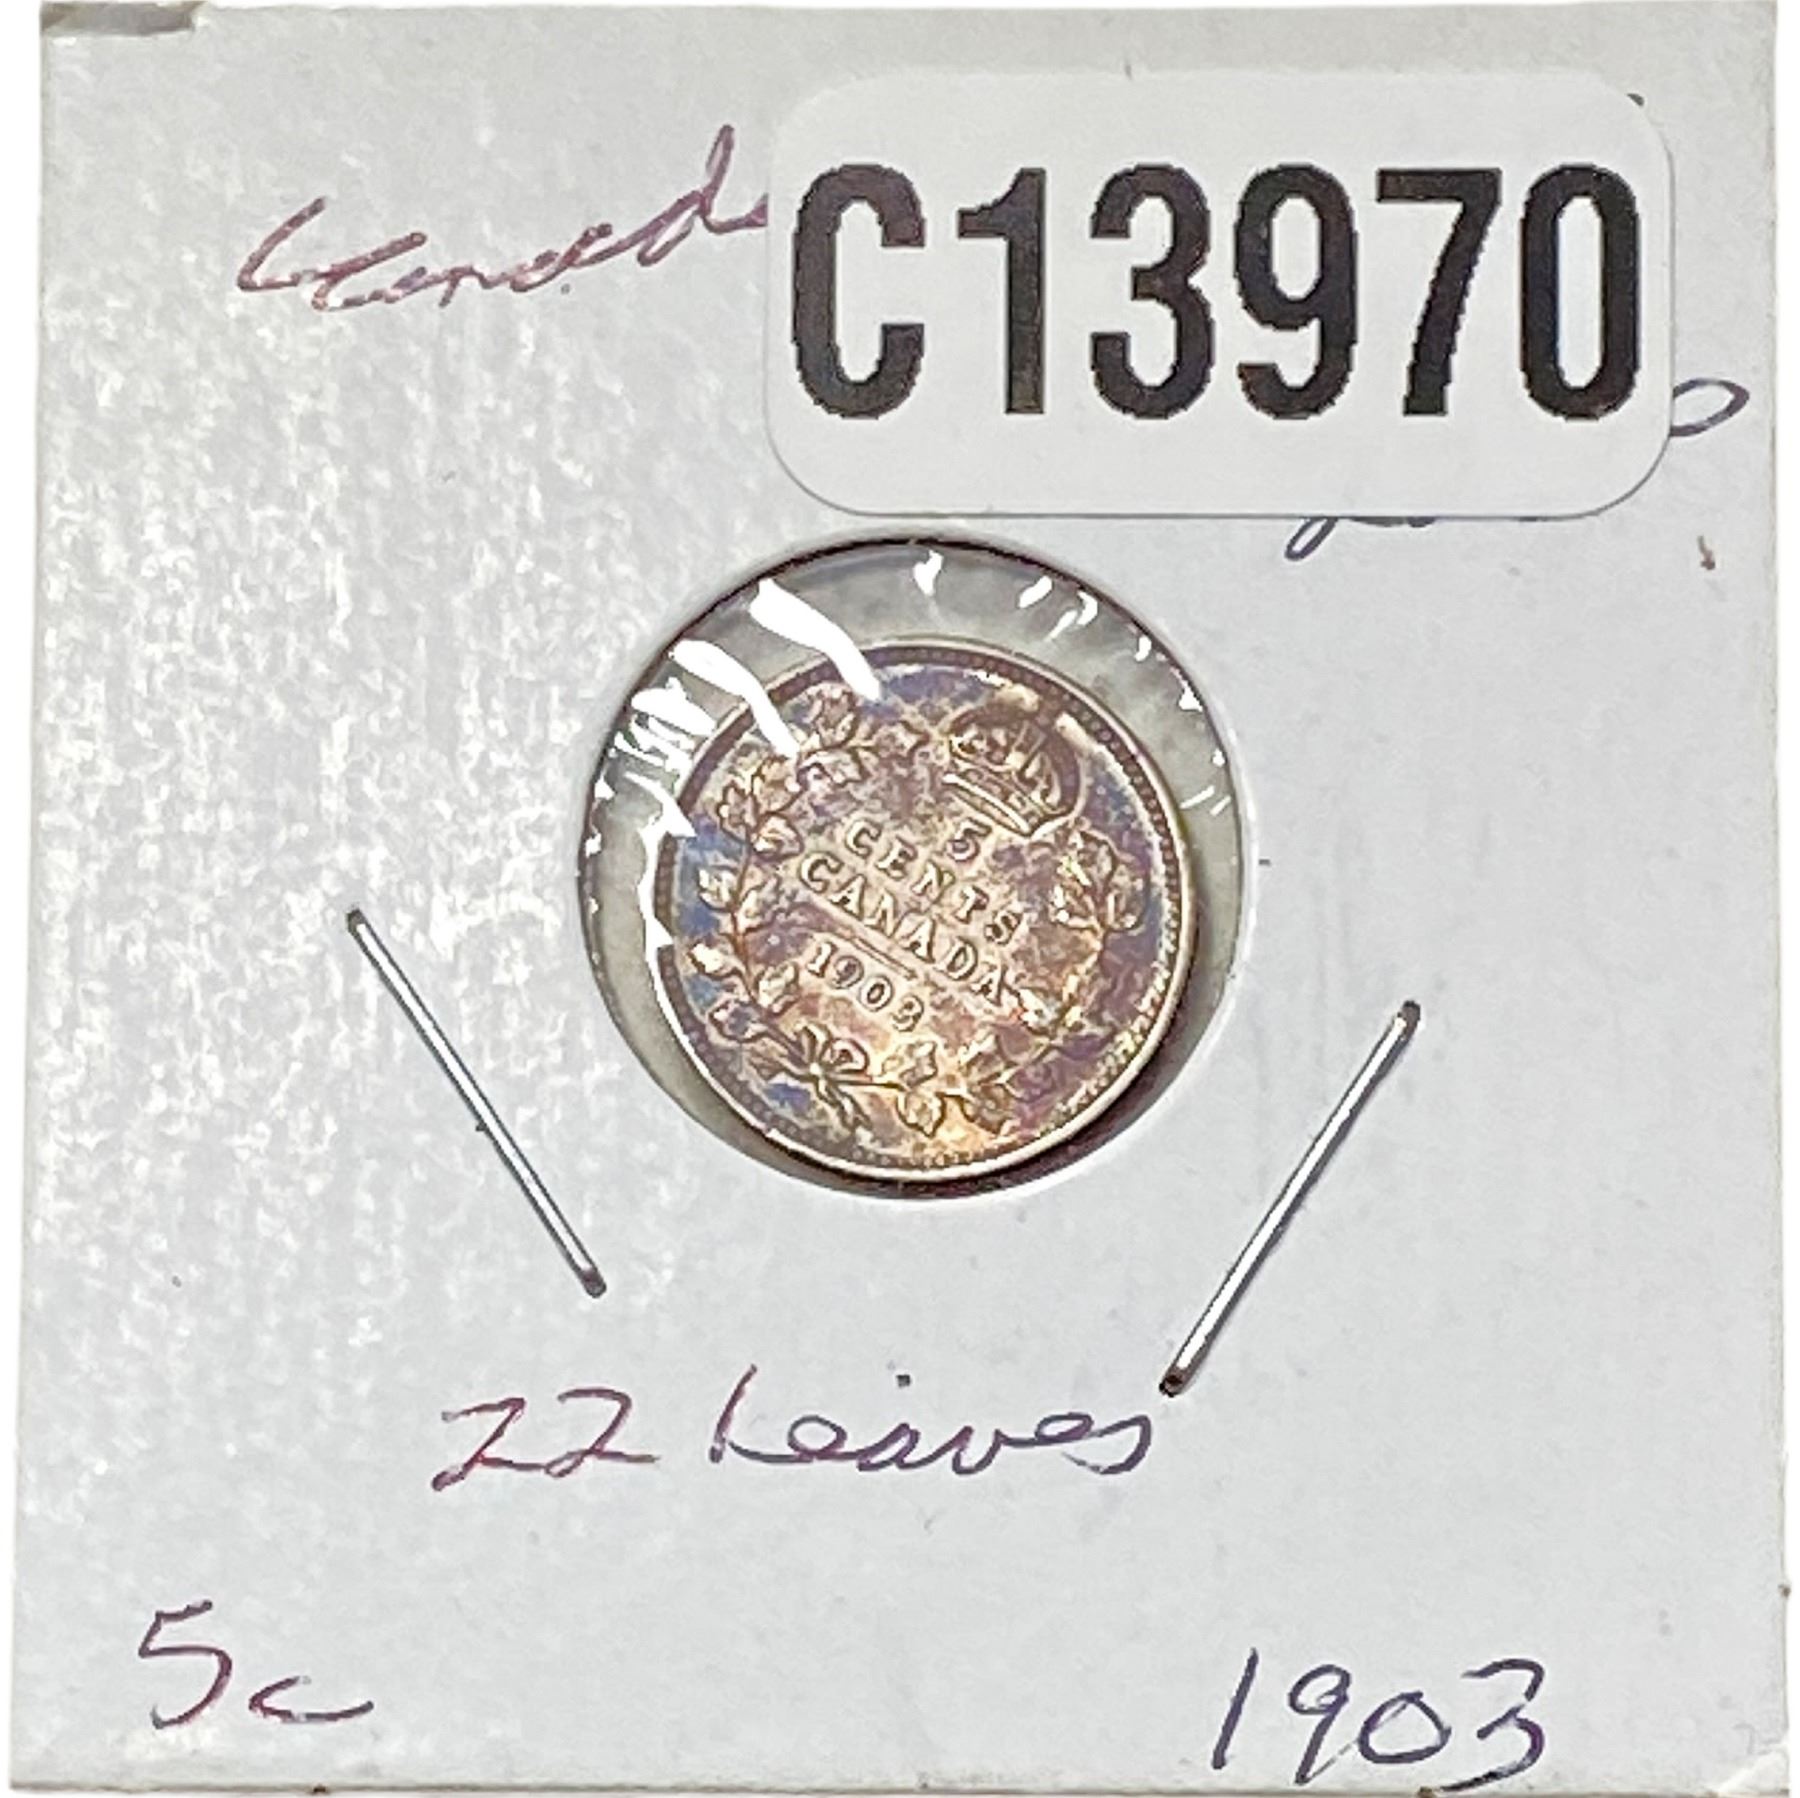 C13970
5
CENTS
CANADA
1903
22 Leaves
5c
1903